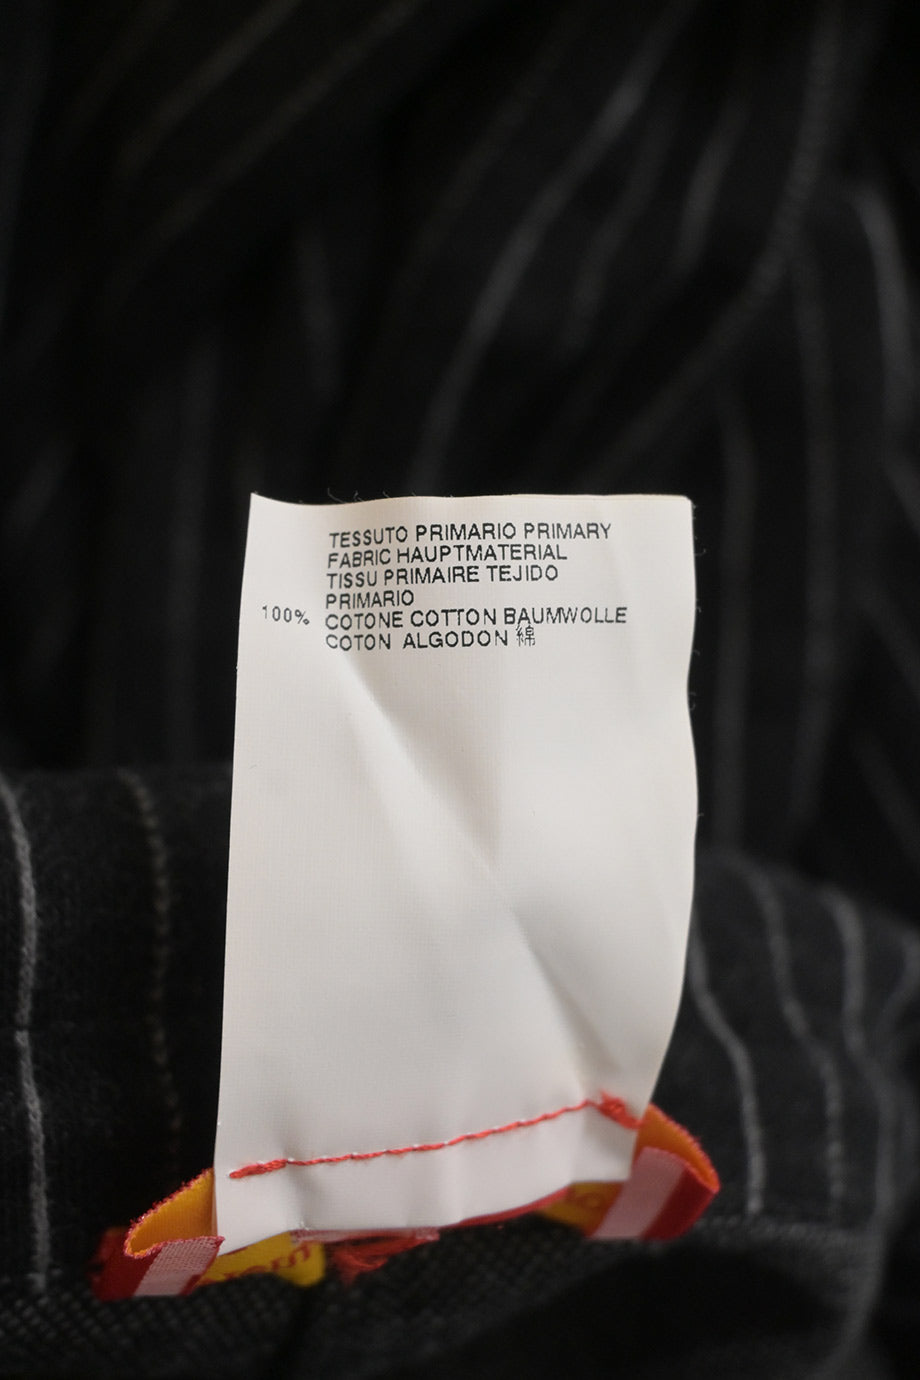 TESSUTO PRIMARIO PRIMARY
FABRIC HAUPTMATERIAL
TISSU PRIMAIRE TEJIDO
PRIMARIO
100% COTONE COTTON BAUMWOLLE
COTON ALGODON 綿